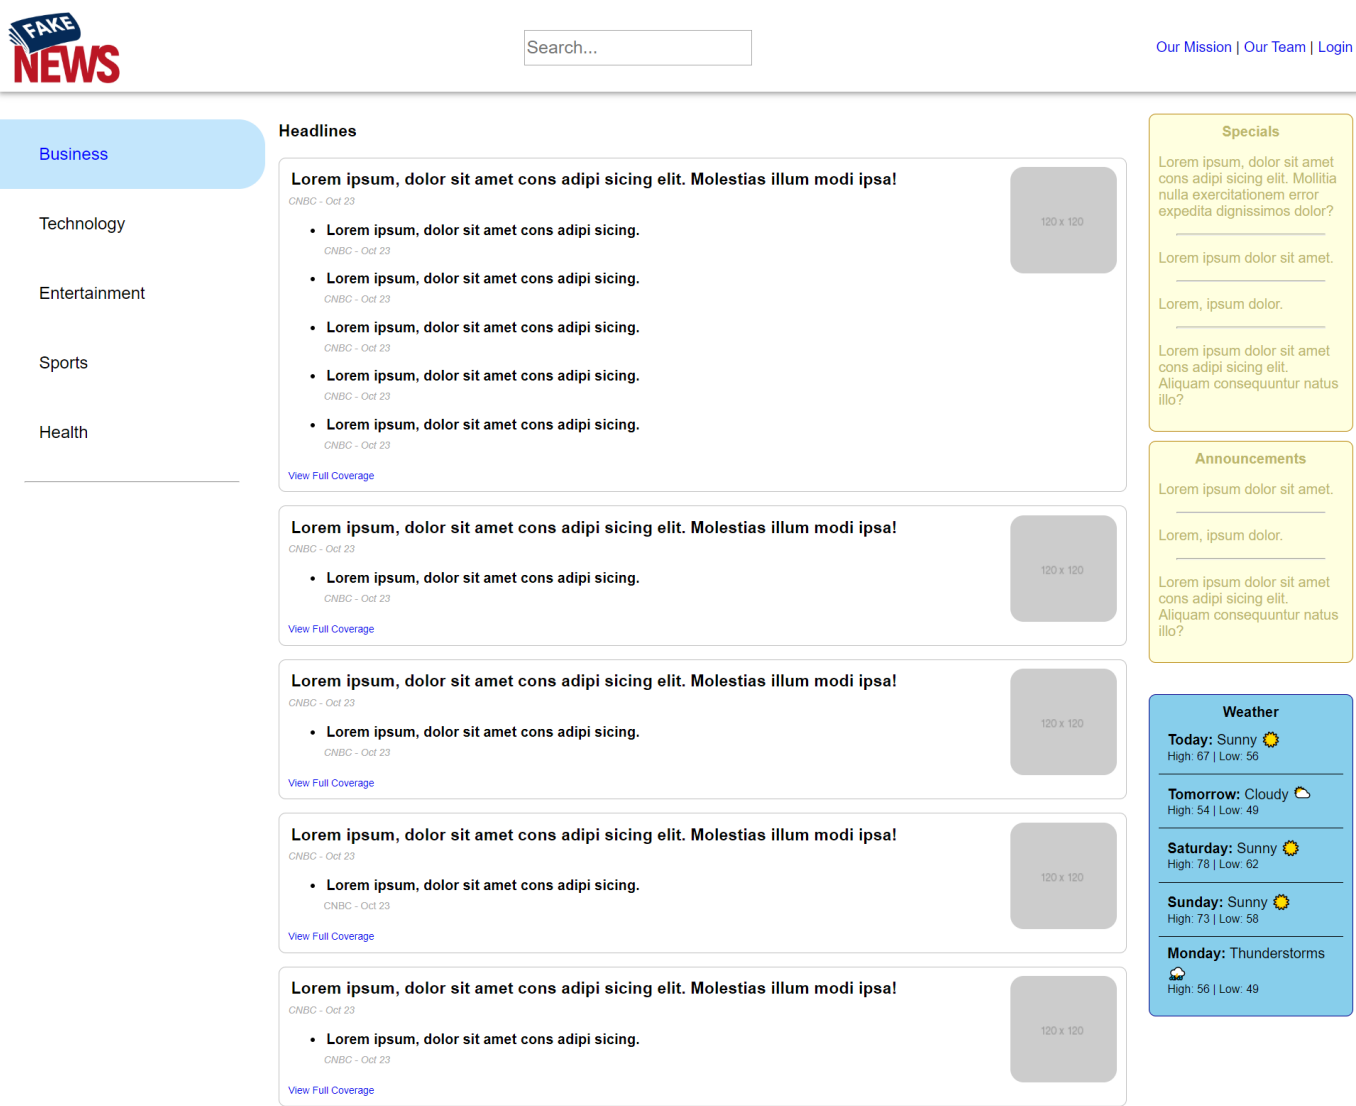 FAKE
NEWS
Search...
Our Mission | Our Team | Login
Business
Technology
Entertainment
Sports
Health
Headlines
Lorem ipsum, dolor sit amet cons adipi sicing elit. Molestias illum modi ipsa!
CNBC - Oct 23
120 x 120
• Lorem ipsum, dolor sit amet cons adipi sicing.
CNBC - Oct 23
• Lorem ipsum, dolor sit amet cons adipi sicing.
CNBC - Oct 23
• Lorem ipsum, dolor sit amet cons adipi sicing.
CNBC - Oct 23
• Lorem ipsum, dolor sit amet cons adipi sicing.
CNBC - Oct 23
• Lorem ipsum, dolor sit amet cons adipi sicing.
CNBC - Oct 23
View Full Coverage
Lorem ipsum, dolor sit amet cons adipi sicing elit. Molestias illum modi ipsa!
CNBC - Oct 23
120 x 120
• Lorem ipsum, dolor sit amet cons adipi sicing.
CNBC - Oct 23
View Full Coverage
Lorem ipsum, dolor sit amet cons adipi sicing elit. Molestias illum modi ipsa!
CNBC - Oct 23
120 x 120
• Lorem ipsum, dolor sit amet cons adipi sicing.
CNBC - Oct 23
View Full Coverage
Lorem ipsum, dolor sit amet cons adipi sicing elit. Molestias illum modi ipsa!
CNBC - Oct 23
120 x 120
• Lorem ipsum, dolor sit amet cons adipi sicing.
CNBC - Oct 23
View Full Coverage
Lorem ipsum, dolor sit amet cons adipi sicing elit. Molestias illum modi ipsa!
CNBC - Oct 23
120 x 120
• Lorem ipsum, dolor sit amet cons adipi sicing.
CNBC - Oct 23
View Full Coverage
Specials
Lorem ipsum, dolor sit amet
cons adipi sicing elit. Mollitia
nulla exercitationem error
expedita dignissimos dolor?
Lorem ipsum dolor sit amet.
Lorem, ipsum dolor.
Lorem ipsum dolor sit amet
cons adipi sicing elit.
Aliquam consequuntur natus
illo?
Announcements
Lorem ipsum dolor sit amet.
Lorem, ipsum dolor.
Lorem ipsum dolor sit amet
cons adipi sicing elit.
Aliquam consequuntur natus
illo?
Weather
Today: Sunny
High: 67 | Low: 56
Tomorrow: Cloudy
High: 54 | Low: 49
Saturday: Sunny
High: 78 | Low: 62
Sunday: Sunny
High: 73 | Low: 58
Monday: Thunderstorms
High: 56 | Low: 49